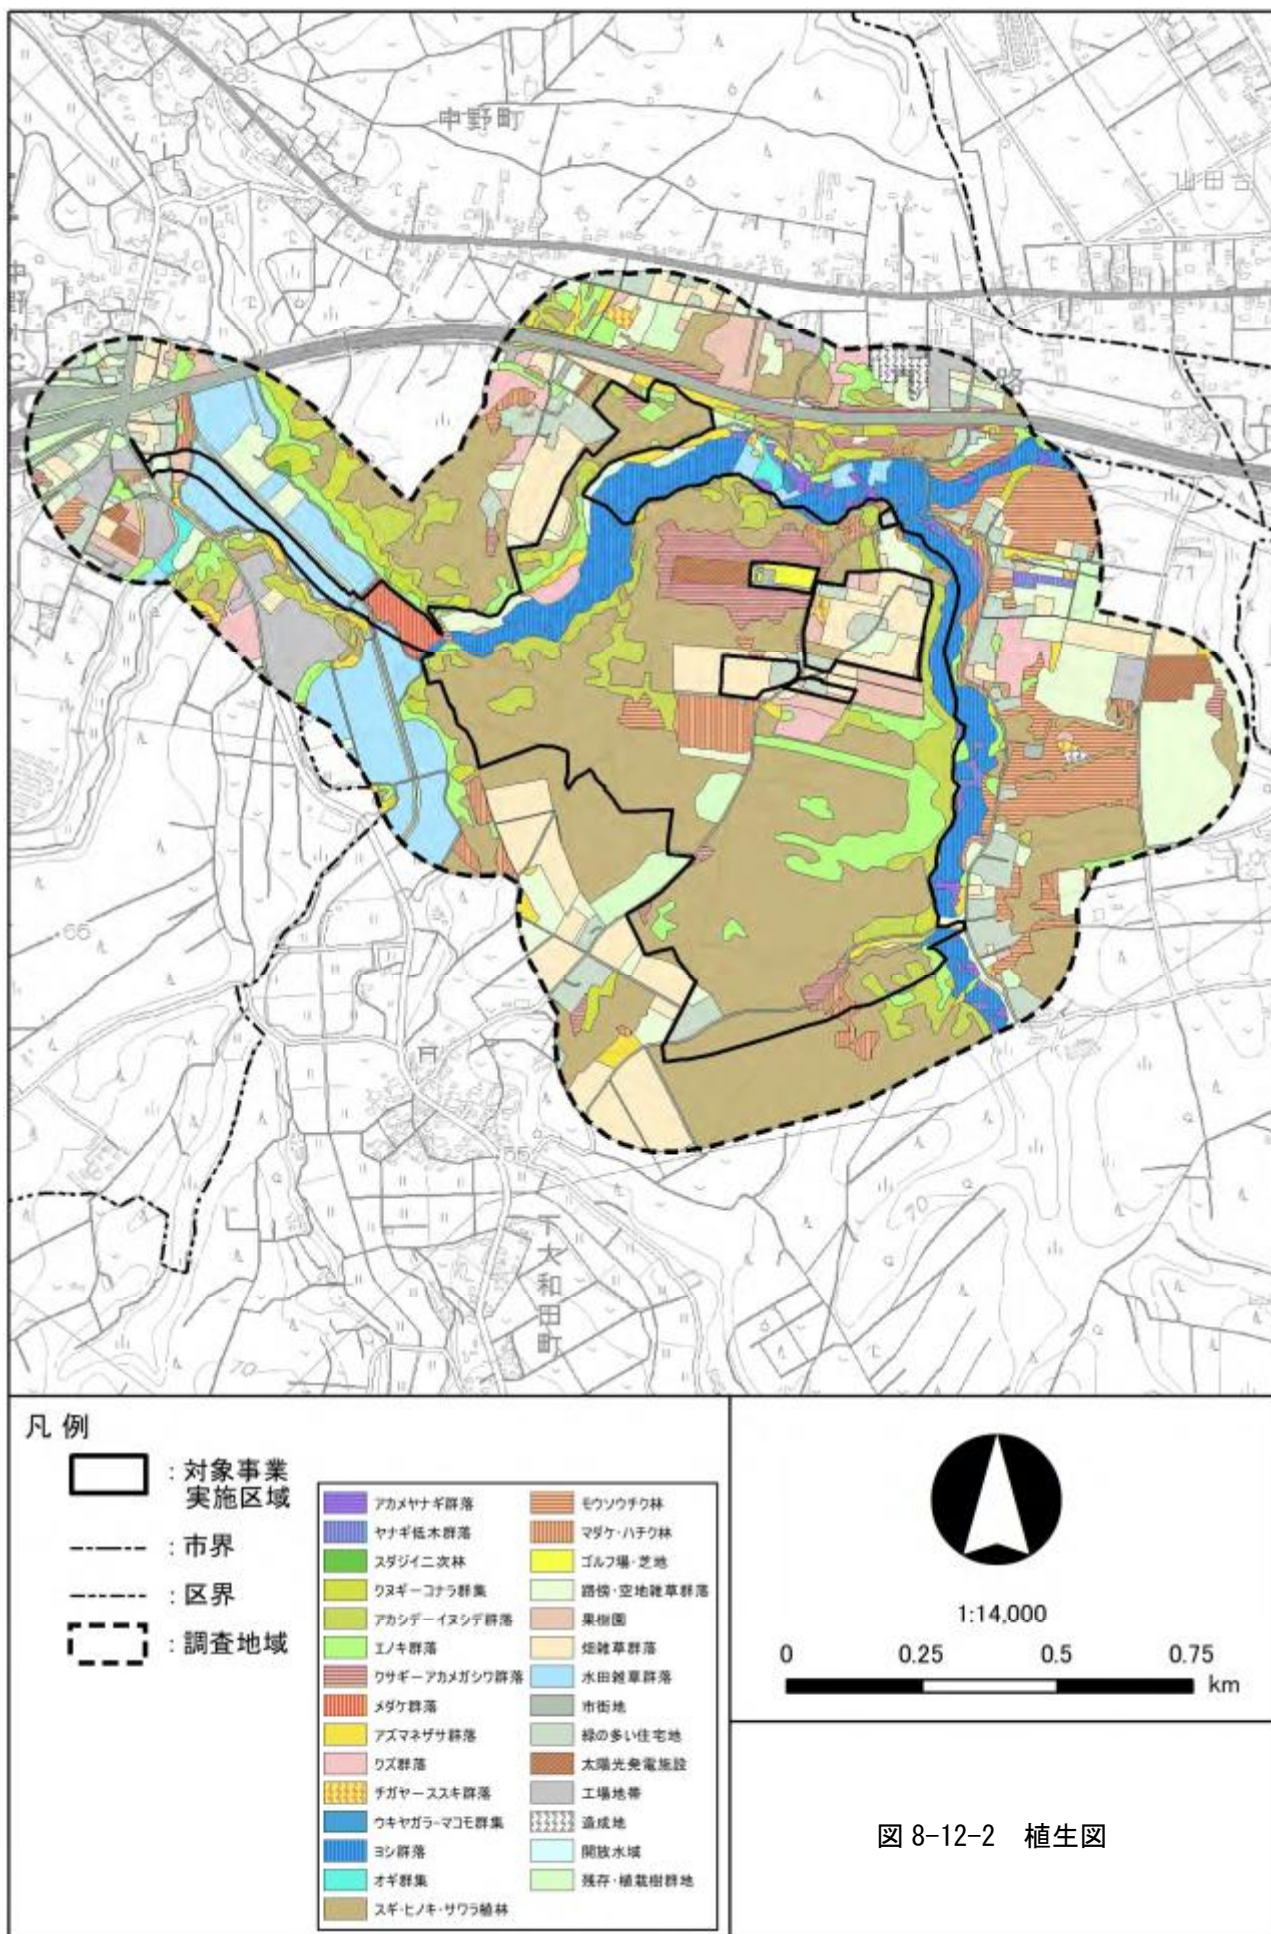 中野町
山田台
路
71
66
70
下大和田町
70
凡例
: 対象事業
実施区域
: 市界
: 区界
: 調査地域
アカメヤナギ群落
ヤナギ低木群落
スダジイ二次林
クヌギーコナラ群集
アカシデーイヌシデ群落
エノキ群落
クサギーアカメガシワ群落
メダケ群落
アズマネザサ群落
クズ群落
チガヤーススキ群落
ウキヤガラ-マコモ群集
ヨシ群落
オギ群集
スギ・ヒノキ・サワラ植林
モウソウチク林
マダケ・ハチク林
ゴルフ場・芝地
路傍・空地雑草群落
果樹園
畑雑草群落
水田雑草群落
市街地
緑の多い住宅地
太陽光発電施設
工場地帯
造成地
開放水域
残存・植栽樹群地
1:14,000
0 0.25 0.5 0.75
km
図 8-12-2 植生図